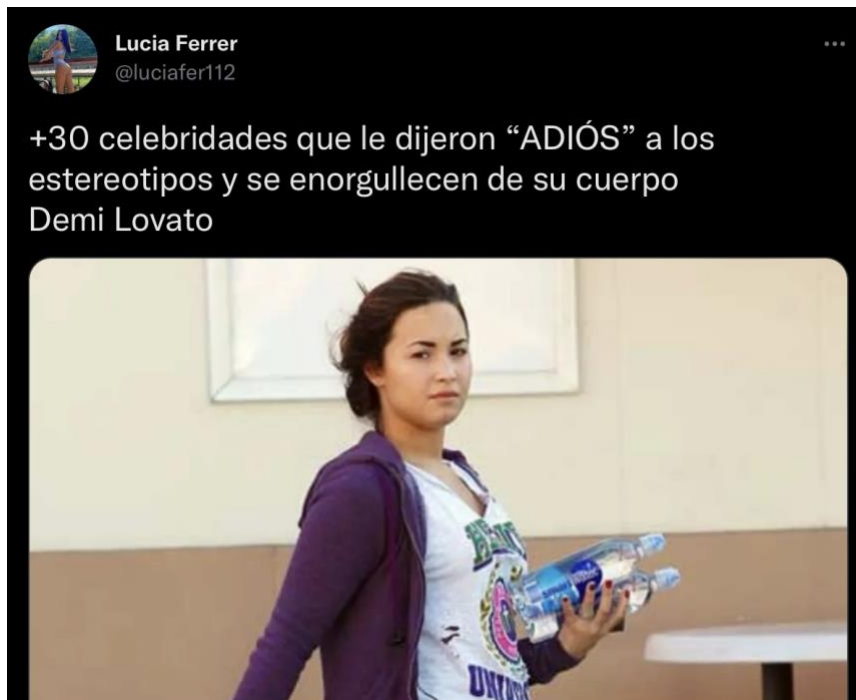 Lucia Ferrer
@luciafer112
+30 celebridades que le dijeron “ADIÓS” a los
estereotipos y se enorgullecen de su cuerpo
Demi Lovato